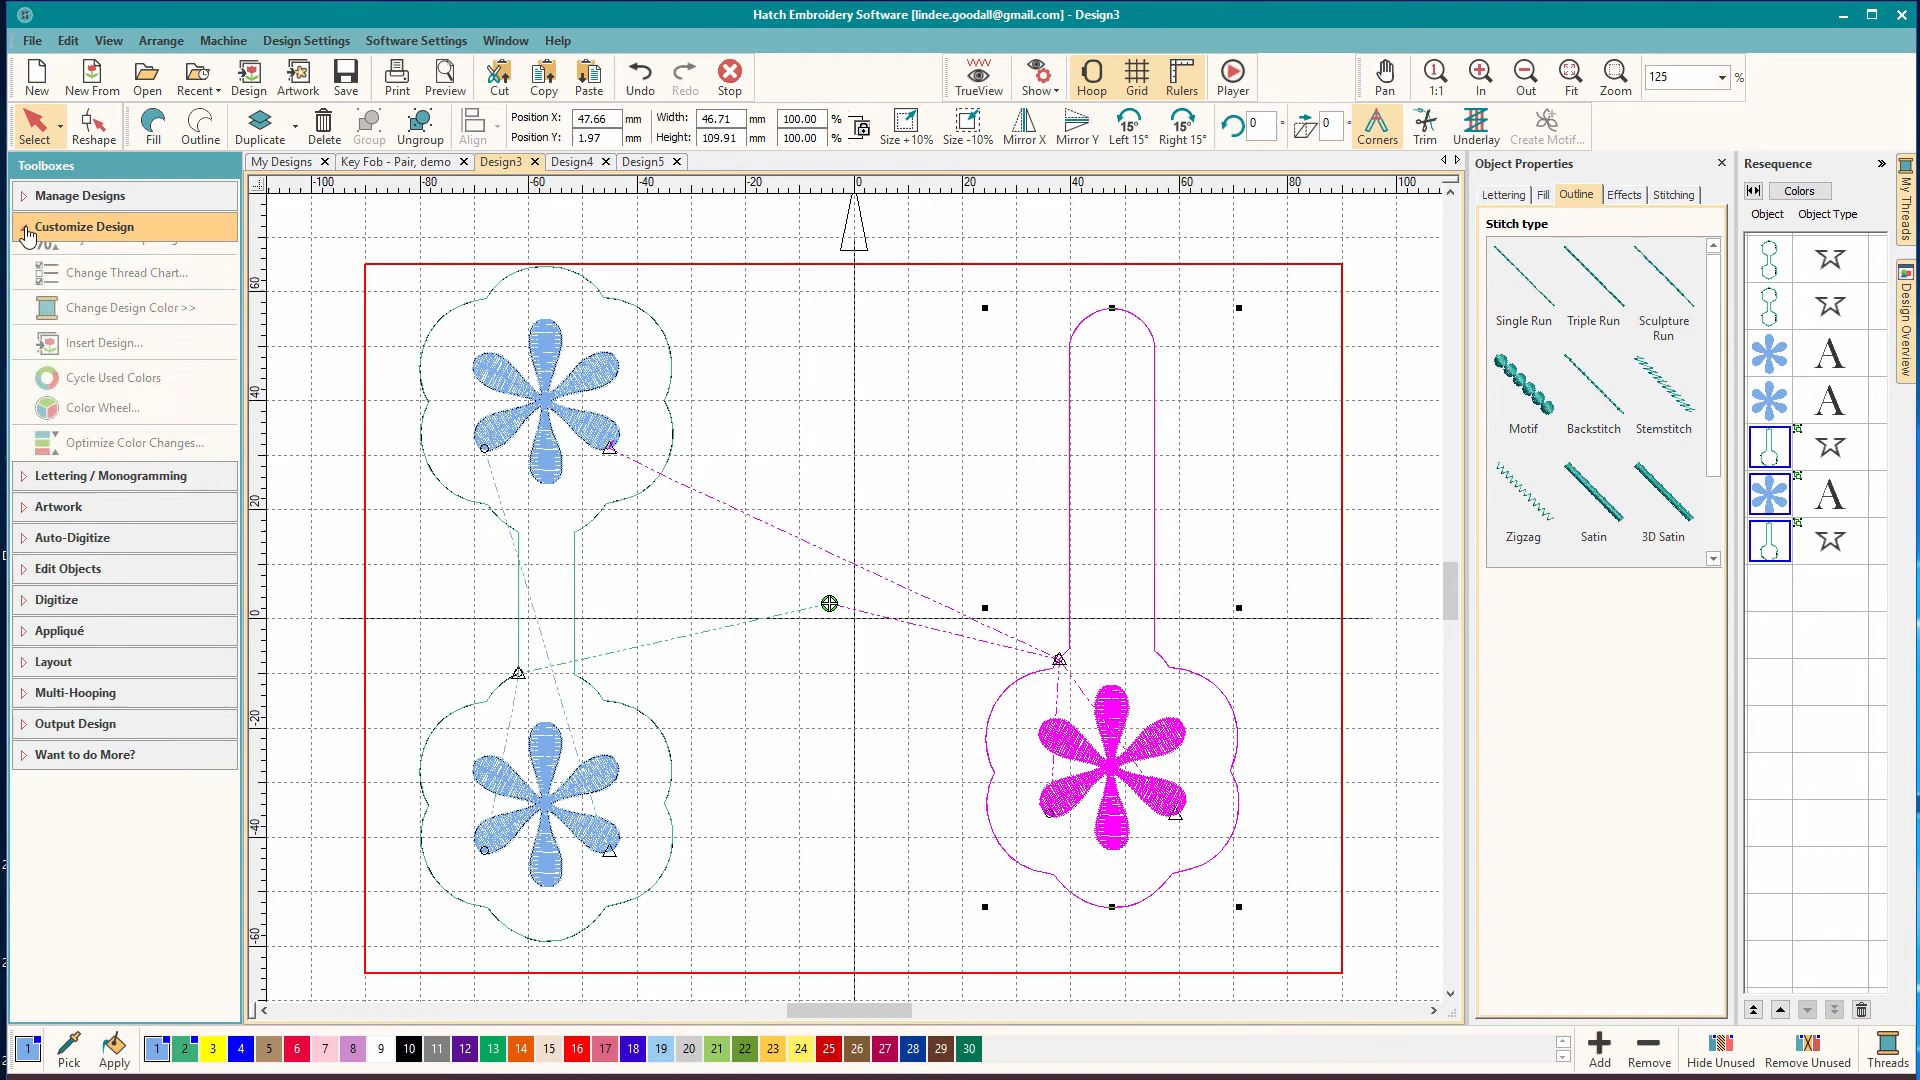 Hatch Embroidery Software [lindee.goodall@gmail.com] - Design3
File Edit View Arrange Machine Design Settings Software Settings Window Help
New New From Open Recent Design Artwork Save Print Preview Cut Copy Paste Undo Redo Stop TrueView Show Hoop Grid Rulers Player Pan 1:1 In Out Fit Zoom 125 %
Select Reshape Fill Outline Duplicate Delete Group Ungroup Align Size +10% Size -10% Mirror X Mirror Y Left 15° Right 15° Corners Trim Underlay Create Motif...
Position X: 47.66 mm Width: 46.71 mm 100.00 % 0 0
Position Y: 1.97 mm Height: 109.91 mm 100.00 %
Toolboxes
Manage Designs
Customize Design
Change Thread Chart...
Change Design Color >>
Insert Design...
Cycle Used Colors
Color Wheel...
Optimize Color Changes...
Lettering / Monogramming
Artwork
Auto-Digitize
Edit Objects
Digitize
Appliqué
Layout
Multi-Hooping
Output Design
Want to do More?
My Designs Key Fob - Pair, demo Design3 Design4 Design5
-100 -80 -60 -40 -20 0 20 40 60 80 100
60
40
20
0
-20
-40
-60
Object Properties
Lettering Fill Outline Effects Stitching
Stitch type
Single Run Triple Run Sculpture Run
Motif Backstitch Stemstitch
Zigzag Satin 3D Satin
Resequence
Colors
Object Object Type
My Threads
Design Overview
1 Pick Apply 1 2 3 4 5 6 7 8 9 10 11 12 13 14 15 16 17 18 19 20 21 22 23 24 25 26 27 28 29 30 Add Remove Hide Unused Remove Unused Threads